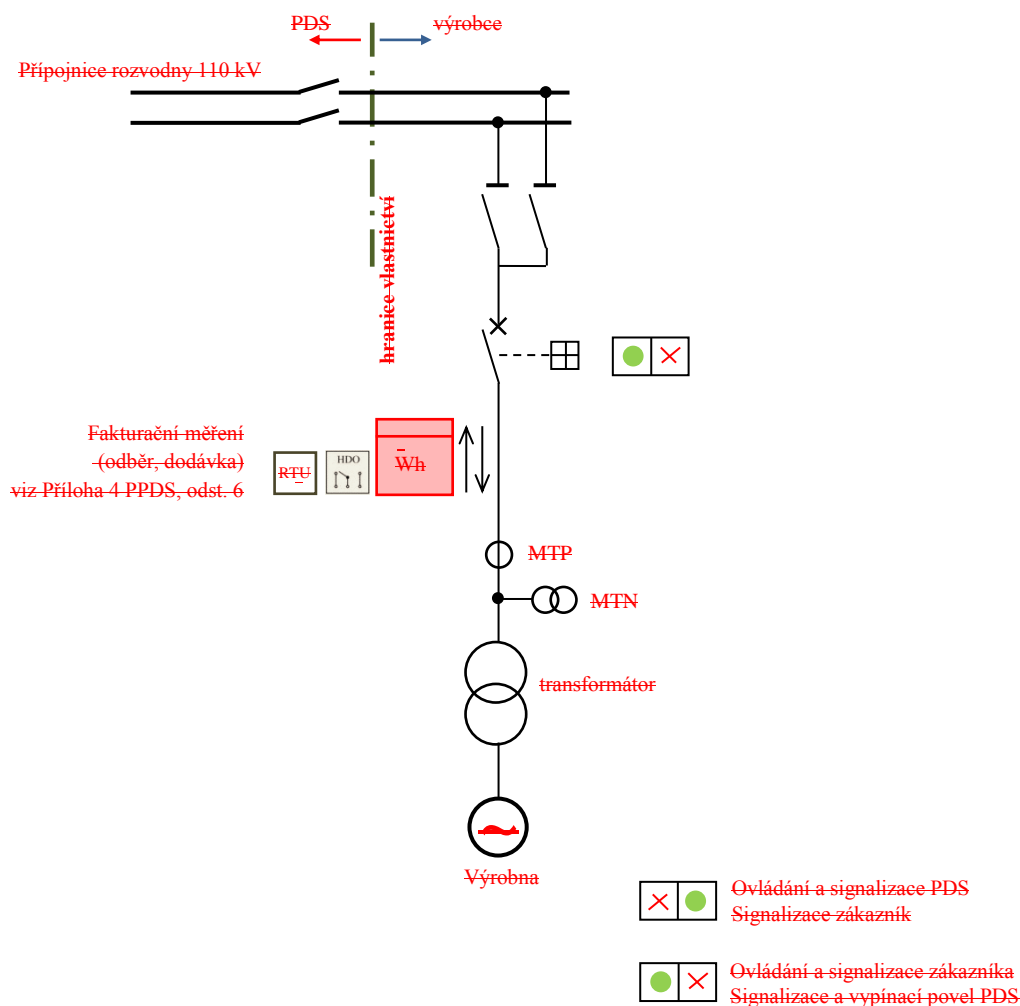 PDS
výrobce
Přípojnice rozvodny 110 kV
hranice vlastnictví
Fakturační měření
(odběr, dodávka)
viz Příloha 4 PPDS, odst. 6
RTU
HDO
Wh
MTP
MTN
transformátor
Výrobna
Ovládání a signalizace PDS
Signalizace zákazník
Ovládání a signalizace zákazníka
Signalizace a vypínací povel PDS